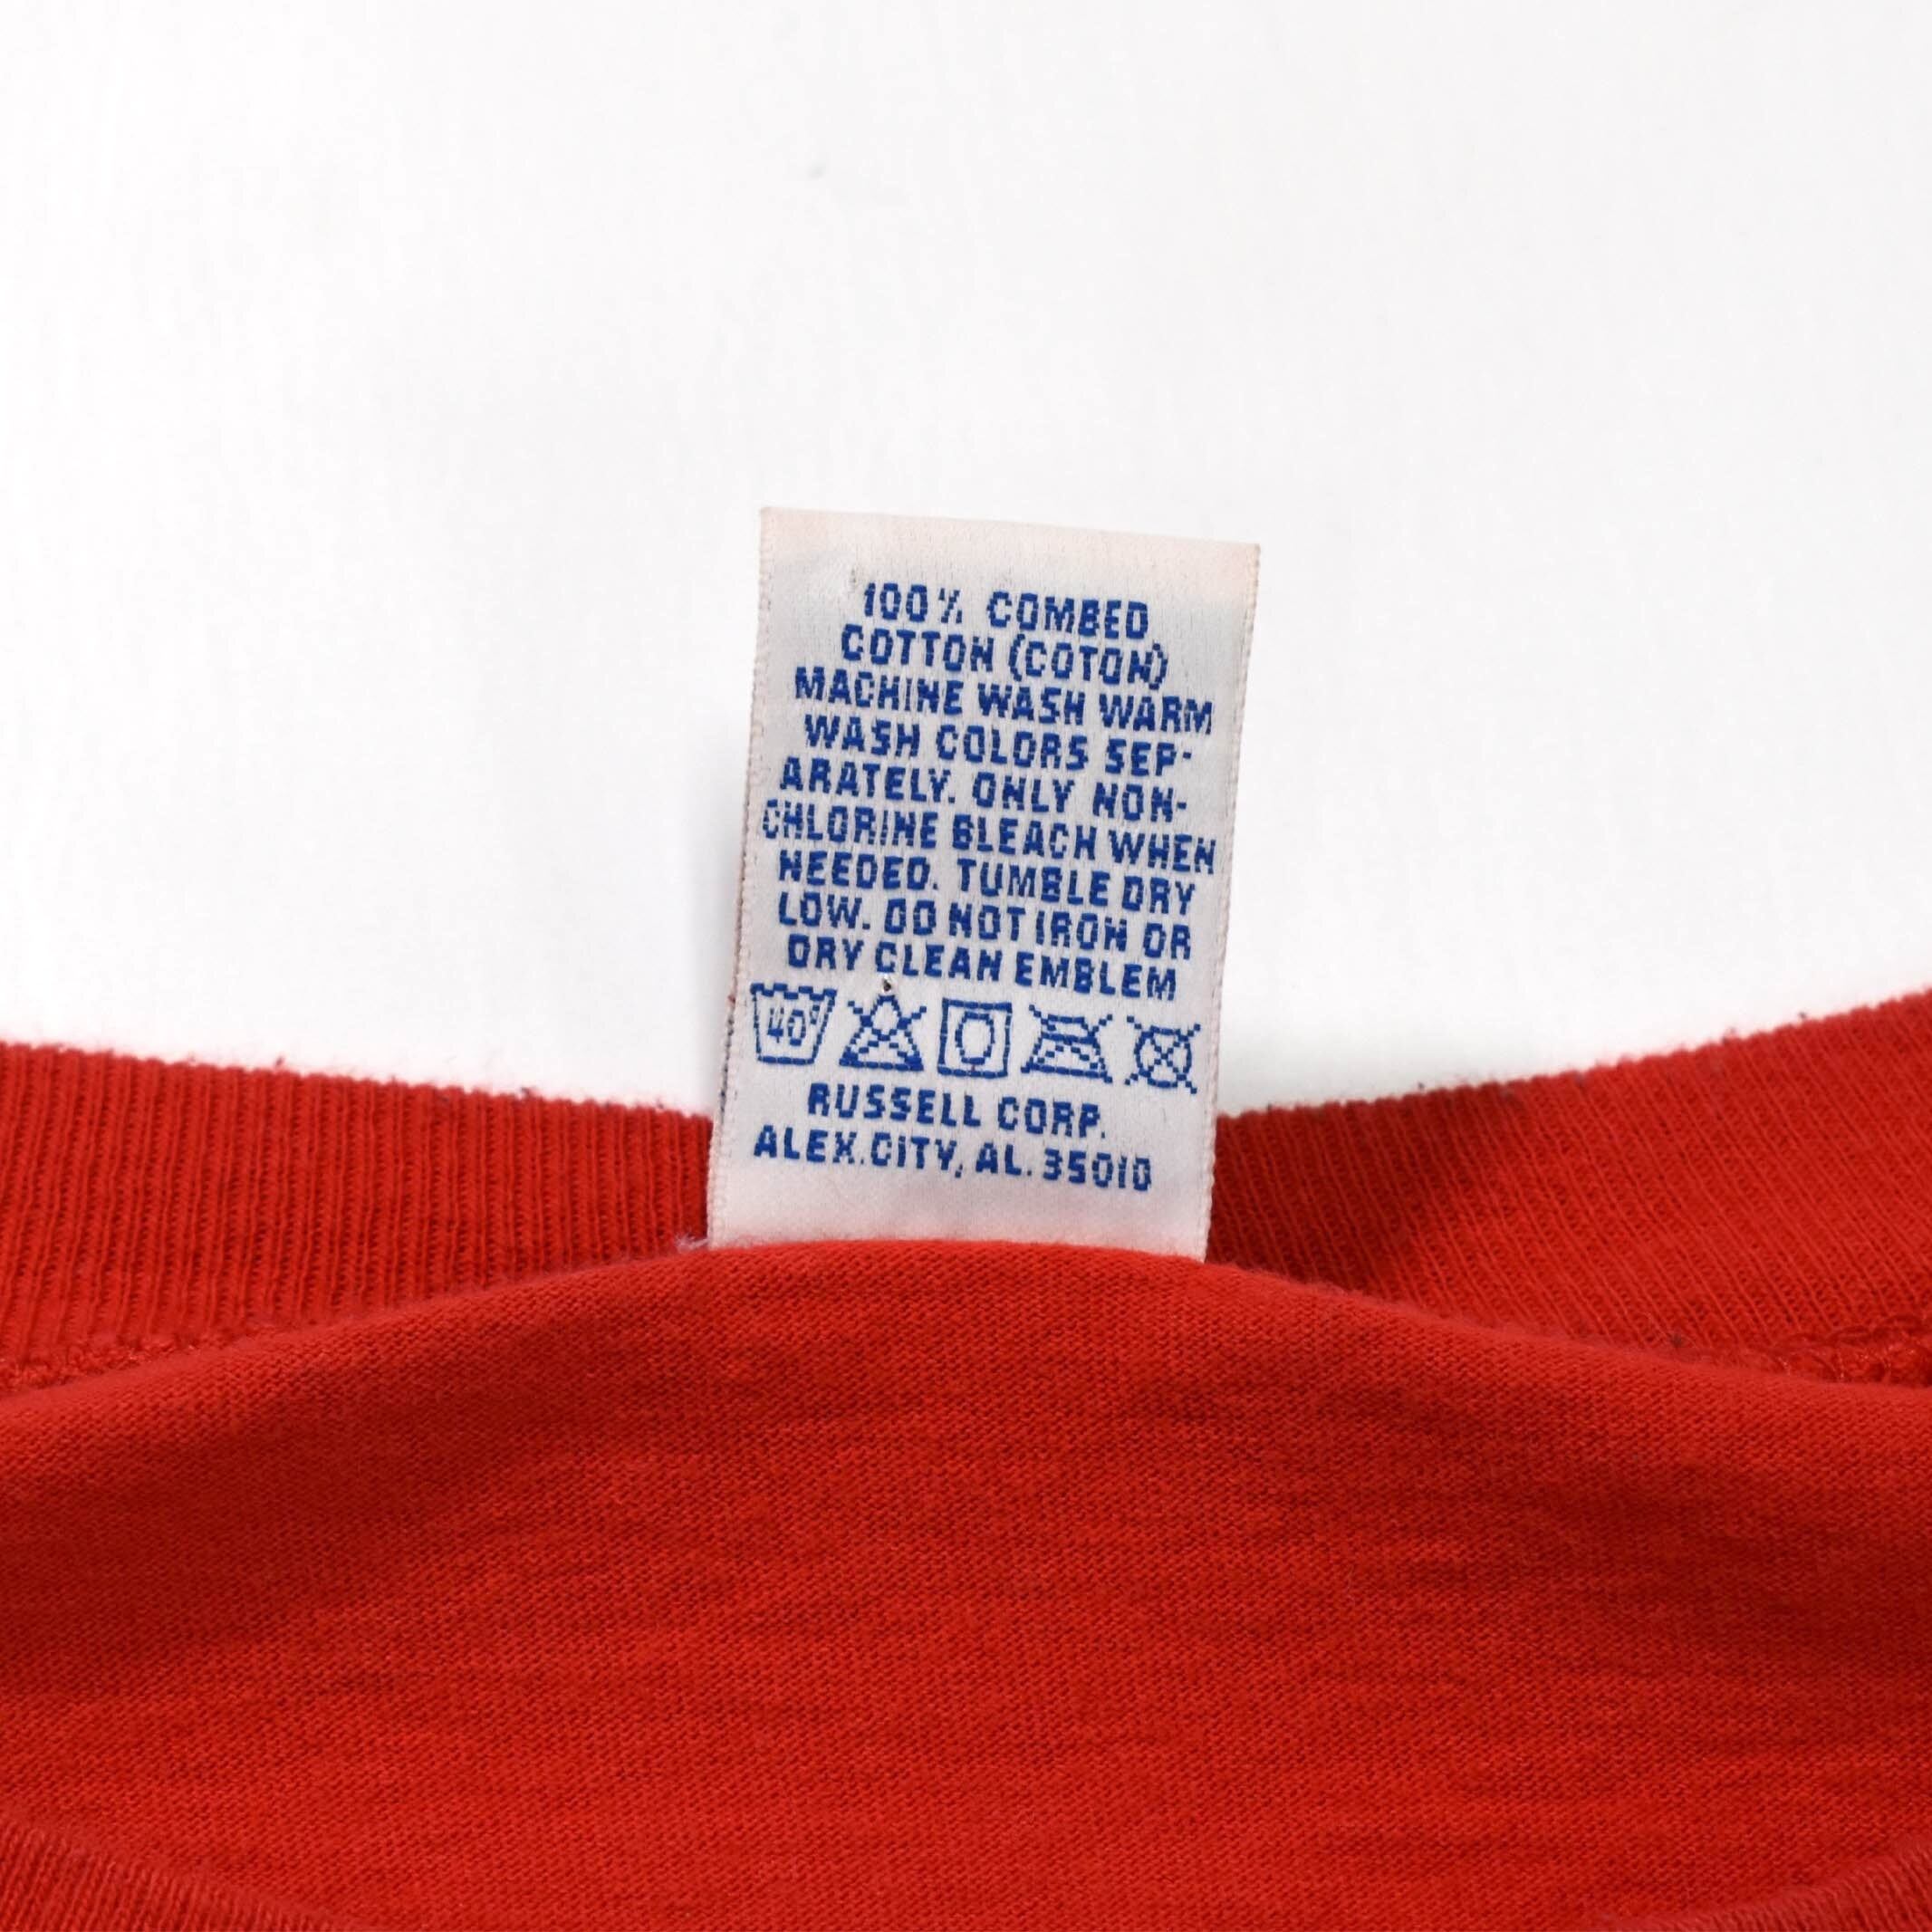 100% COMBED
COTTON (COTON)
MACHINE WASH WARM
WASH COLORS SEP-
ARATELY. ONLY NON-
CHLORINE BLEACH WHEN
NEEDED. TUMBLE DRY
LOW. DO NOT IRON OR
DRY CLEAN EMBLEM
40°
RUSSELL CORP.
ALEX.CITY, AL. 35010